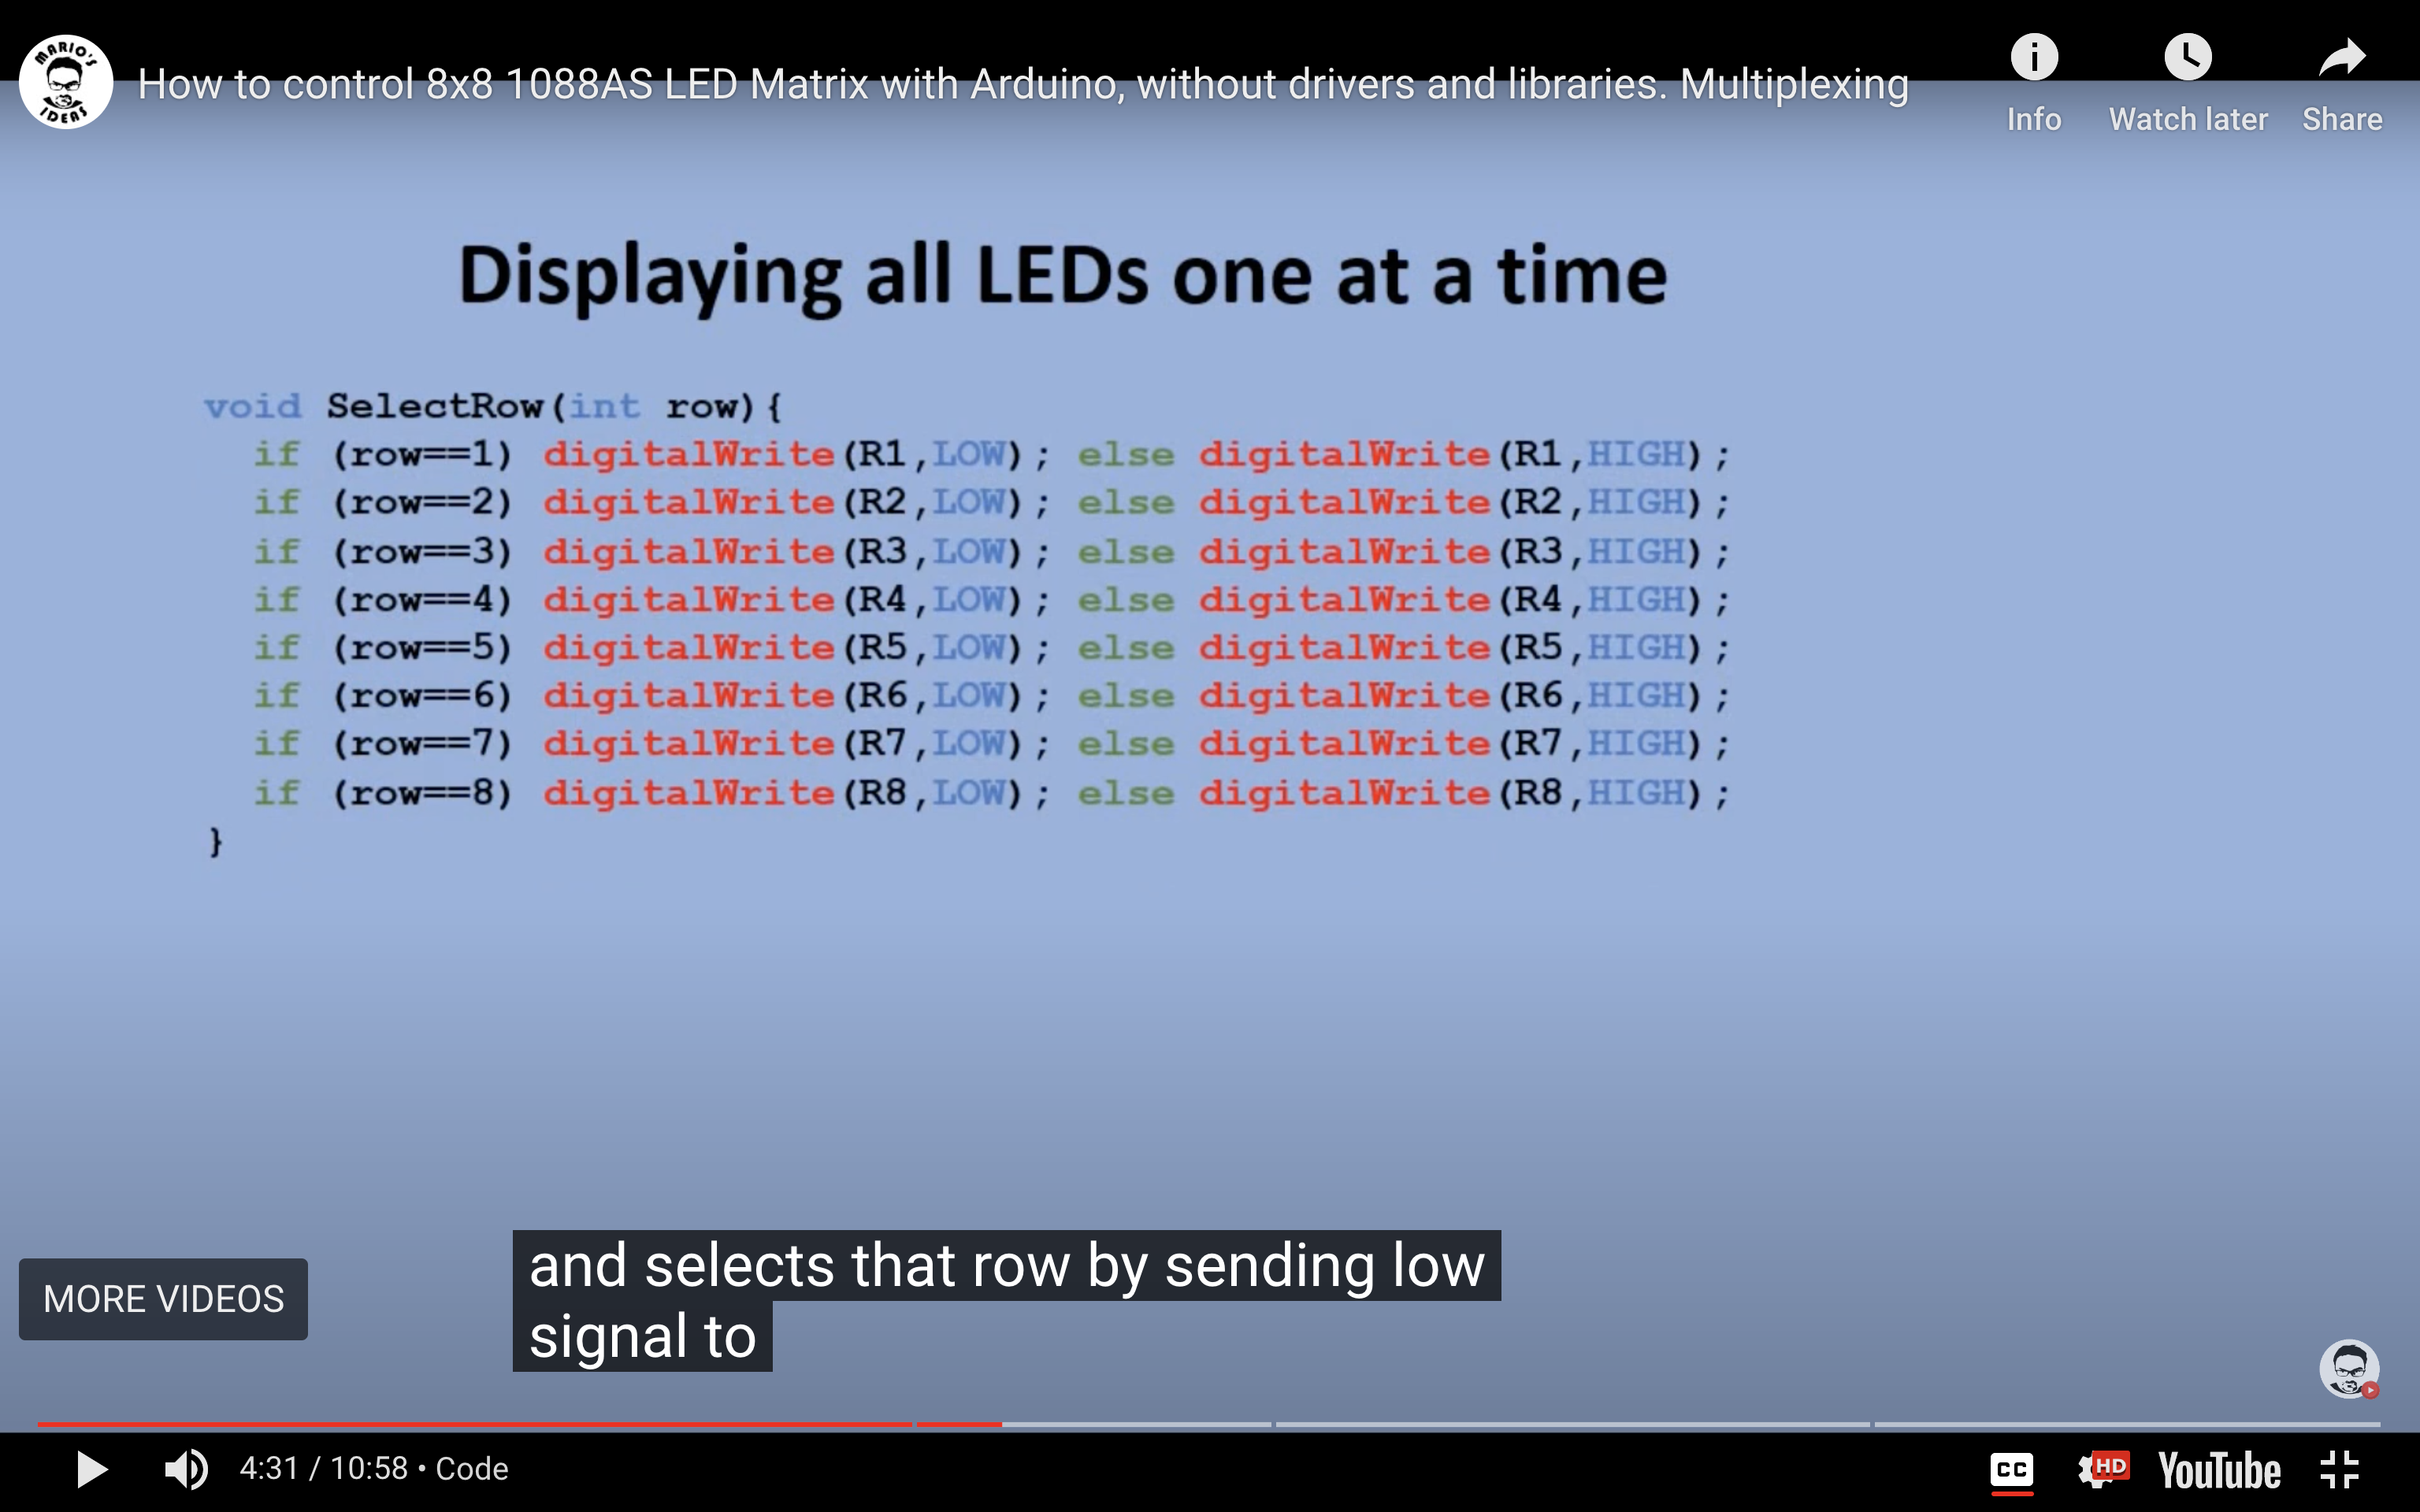 MARIO'S
IDEAS
How to control 8x8 1088AS LED Matrix with Arduino, without drivers and libraries. Multiplexing
Info
Watch later
Share
Displaying all LEDs one at a time
void SelectRow(int row){
if (row==1) digitalWrite(R1,LOW); else digitalWrite(R1,HIGH);
if (row==2) digitalWrite(R2,LOW); else digitalWrite(R2,HIGH);
if (row==3) digitalWrite(R3,LOW); else digitalWrite(R3,HIGH);
if (row==4) digitalWrite(R4,LOW); else digitalWrite(R4,HIGH);
if (row==5) digitalWrite(R5,LOW); else digitalWrite(R5,HIGH);
if (row==6) digitalWrite(R6,LOW); else digitalWrite(R6,HIGH);
if (row==7) digitalWrite(R7,LOW); else digitalWrite(R7,HIGH);
if (row==8) digitalWrite(R8,LOW); else digitalWrite(R8,HIGH);
}
and selects that row by sending low
signal to
MORE VIDEOS
4:31 / 10:58 • Code
CC
HD
YouTube